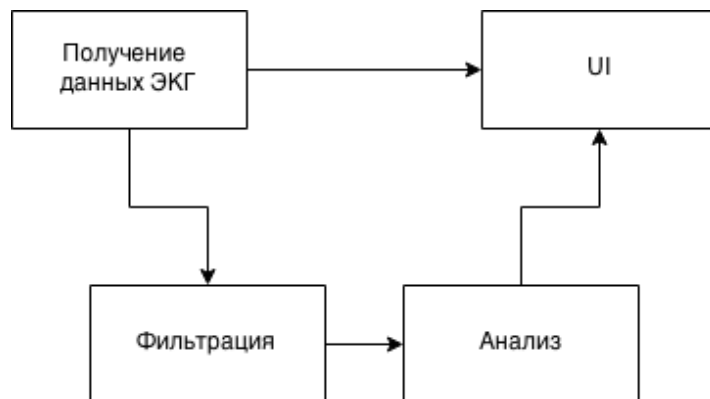 Получение
данных ЭКГ
UI
Фильтрация
Анализ